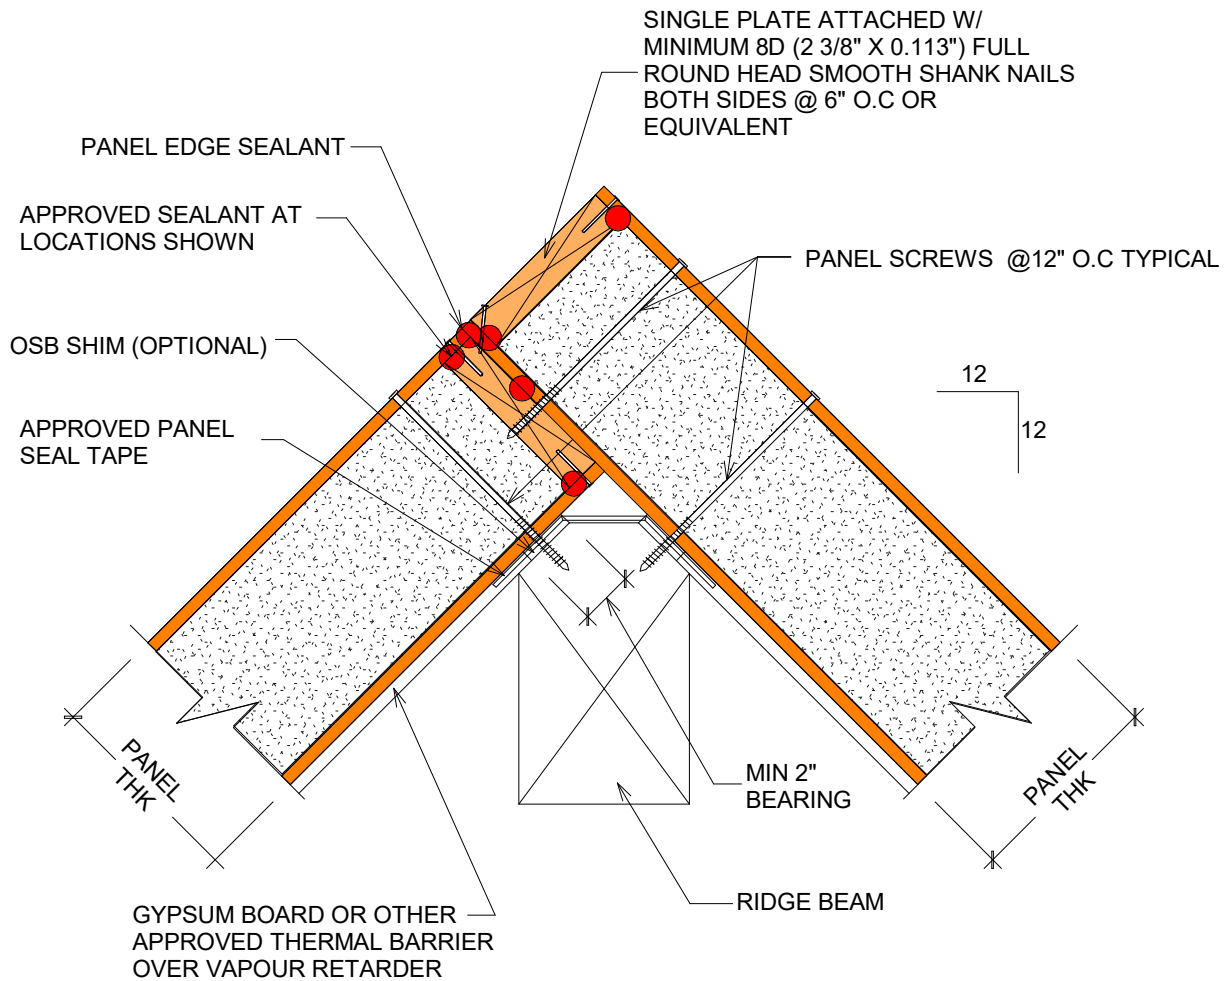 SINGLE PLATE ATTACHED W/
MINIMUM 8D (2 3/8" X 0.113") FULL
ROUND HEAD SMOOTH SHANK NAILS
BOTH SIDES @ 6" O.C OR
EQUIVALENT
PANEL EDGE SEALANT
APPROVED SEALANT AT
LOCATIONS SHOWN
PANEL SCREWS @12" O.C TYPICAL
OSB SHIM (OPTIONAL)
12
12
APPROVED PANEL
SEAL TAPE
PANEL
THK
MIN 2"
BEARING
PANEL
THK
RIDGE BEAM
GYPSUM BOARD OR OTHER
APPROVED THERMAL BARRIER
OVER VAPOUR RETARDER